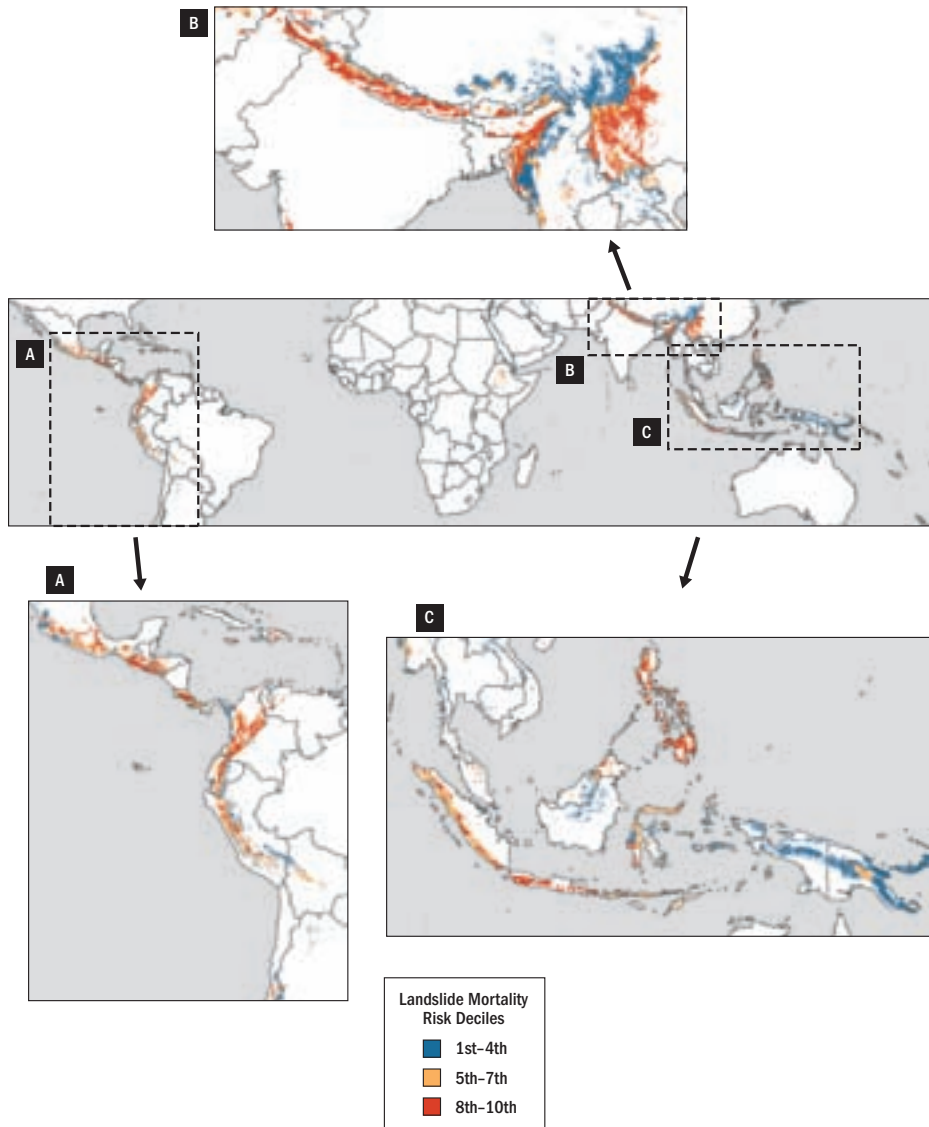 B
A
B
C
A
C
Landslide Mortality
Risk Deciles
1st–4th
5th–7th
8th–10th